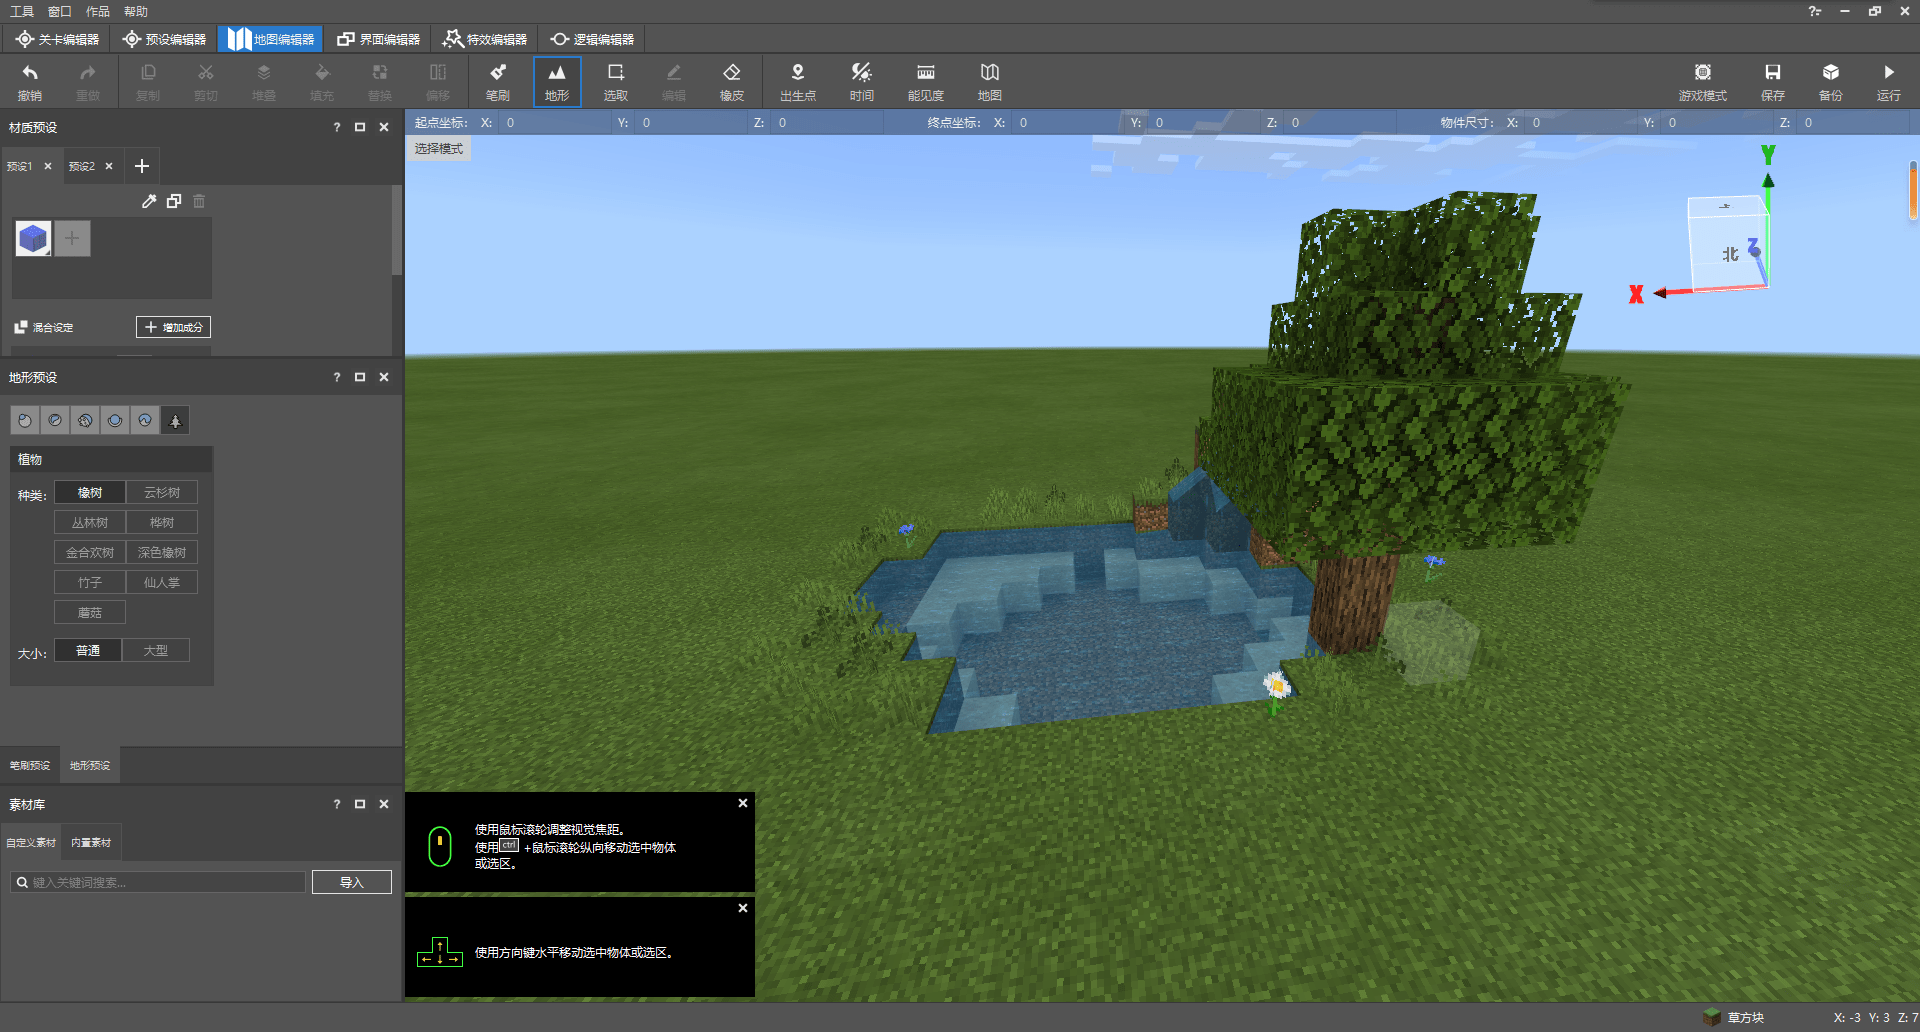 工具 窗口 作品 帮助
关卡编辑器 预设编辑器 地图编辑器 界面编辑器 特效编辑器 逻辑编辑器
撤销 重做 复制 剪切 堆叠 填充 替换 偏移 笔刷 地形 选取 编辑 橡皮 出生点 时间 能见度 地图 游戏模式 保存 备份 运行
材质预设 ?
起点坐标: X: 0 Y: 0 Z: 0 终点坐标: X: 0 Y: 0 Z: 0 物件尺寸: X: 0 Y: 0 Z: 0
选择模式
预设1 预设2
Y
北 Z
X
混合设定 增加成分
地形预设 ?
植物
种类: 橡树 云杉树
丛林树 桦树
金合欢树 深色橡树
竹子 仙人掌
蘑菇
大小: 普通 大型
笔刷预设 地形预设
素材库 ?
自定义素材 内置素材
键入关键词搜索... 导入
使用鼠标滚轮调整视觉焦距。
使用ctrl +鼠标滚轮纵向移动选中物体
或选区。
使用方向键水平移动选中物体或选区。
草方块 X: -3 Y: 3 Z: 7